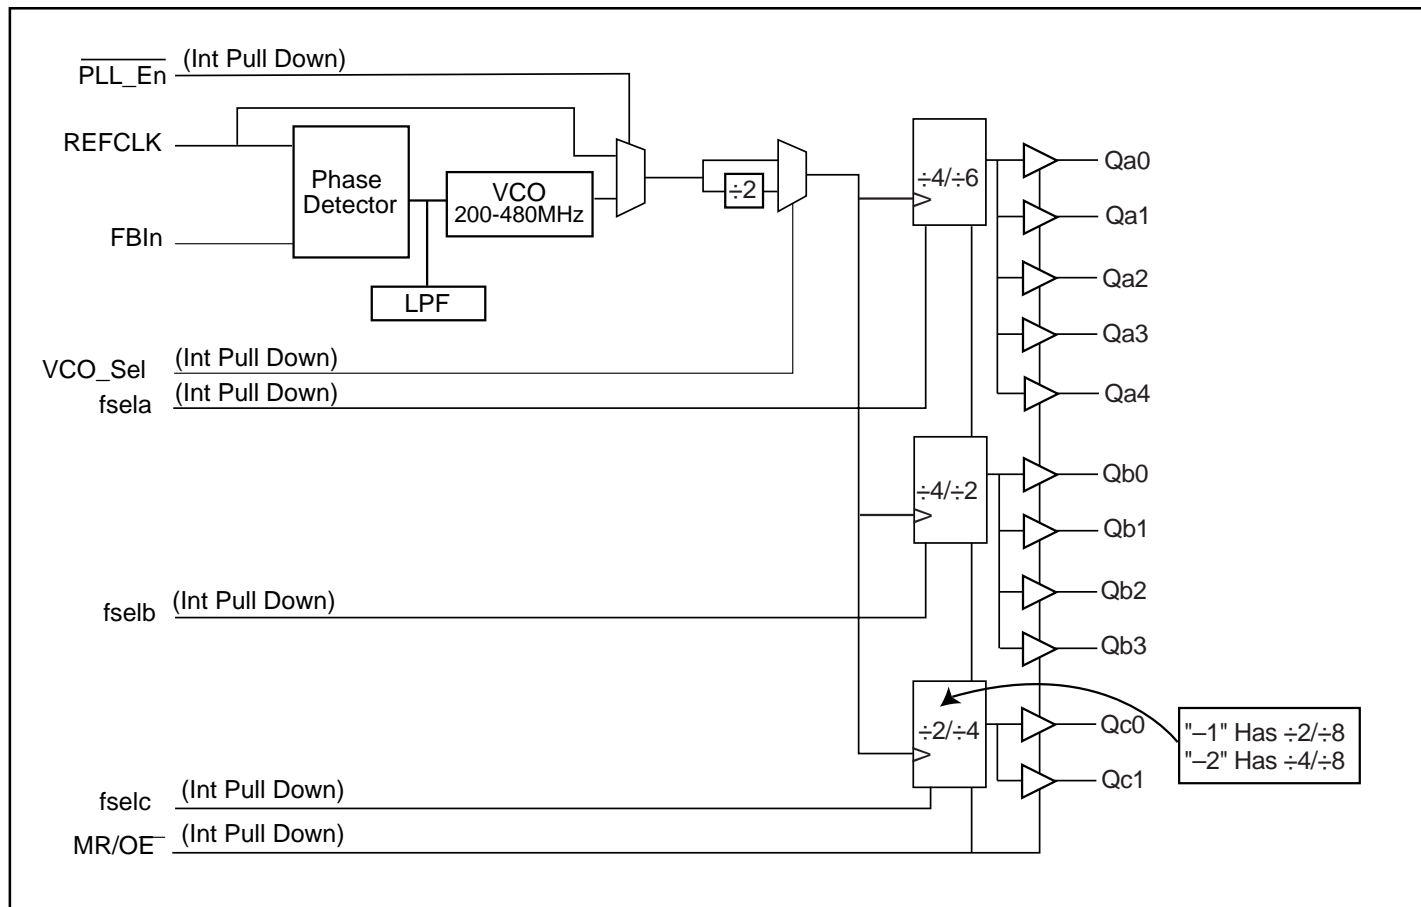 PLL_En (Int Pull Down)
REFCLK
Phase
Detector
FBIn
VCO
200-480MHz
LPF
÷2
÷4/÷6
Qa0
Qa1
Qa2
Qa3
Qa4
VCO_Sel (Int Pull Down)
fsela (Int Pull Down)
÷4/÷2
Qb0
Qb1
Qb2
Qb3
fselb (Int Pull Down)
÷2/÷4
Qc0
Qc1
"–1" Has ÷2/÷8
"–2" Has ÷4/÷8
fselc (Int Pull Down)
MR/OE (Int Pull Down)